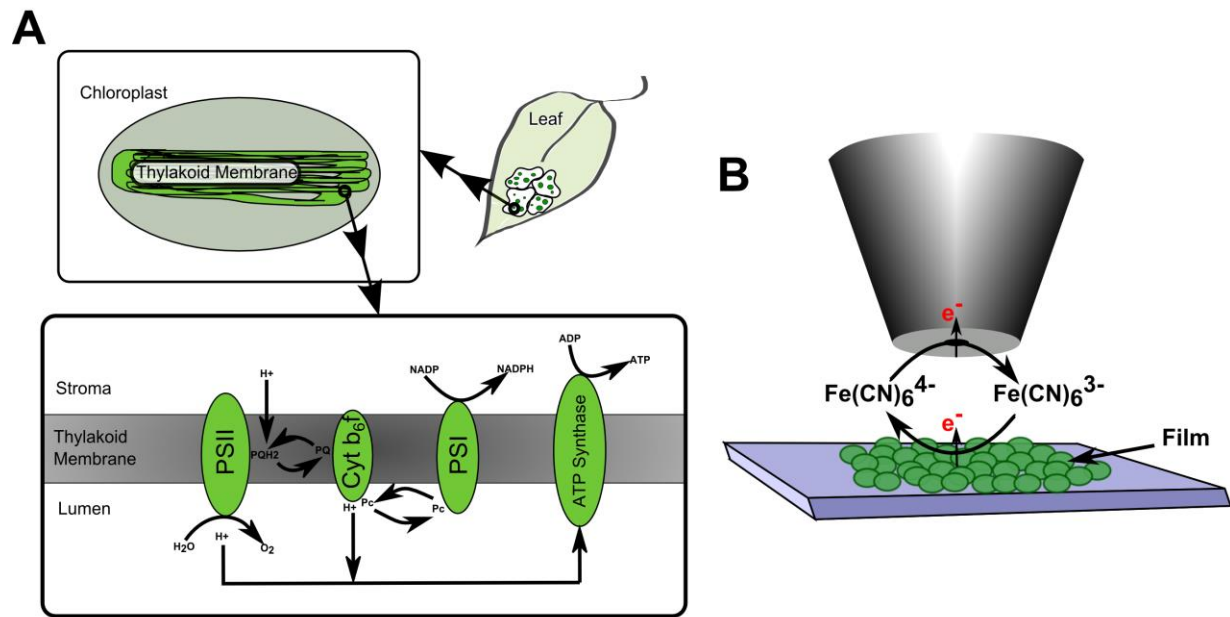 A
Chloroplast
Thylakoid Membrane
Leaf
Stroma
Thylakoid
Membrane
Lumen
H+
PSII
PQH2
PQ
Cyt b6f
H+
Pc
Pc
PSI
NADP
NADPH
ADP
ATP
ATP Synthase
H2O
H+
O2
B
e-
Fe(CN)6 4-
Fe(CN)6 3-
e-
Film